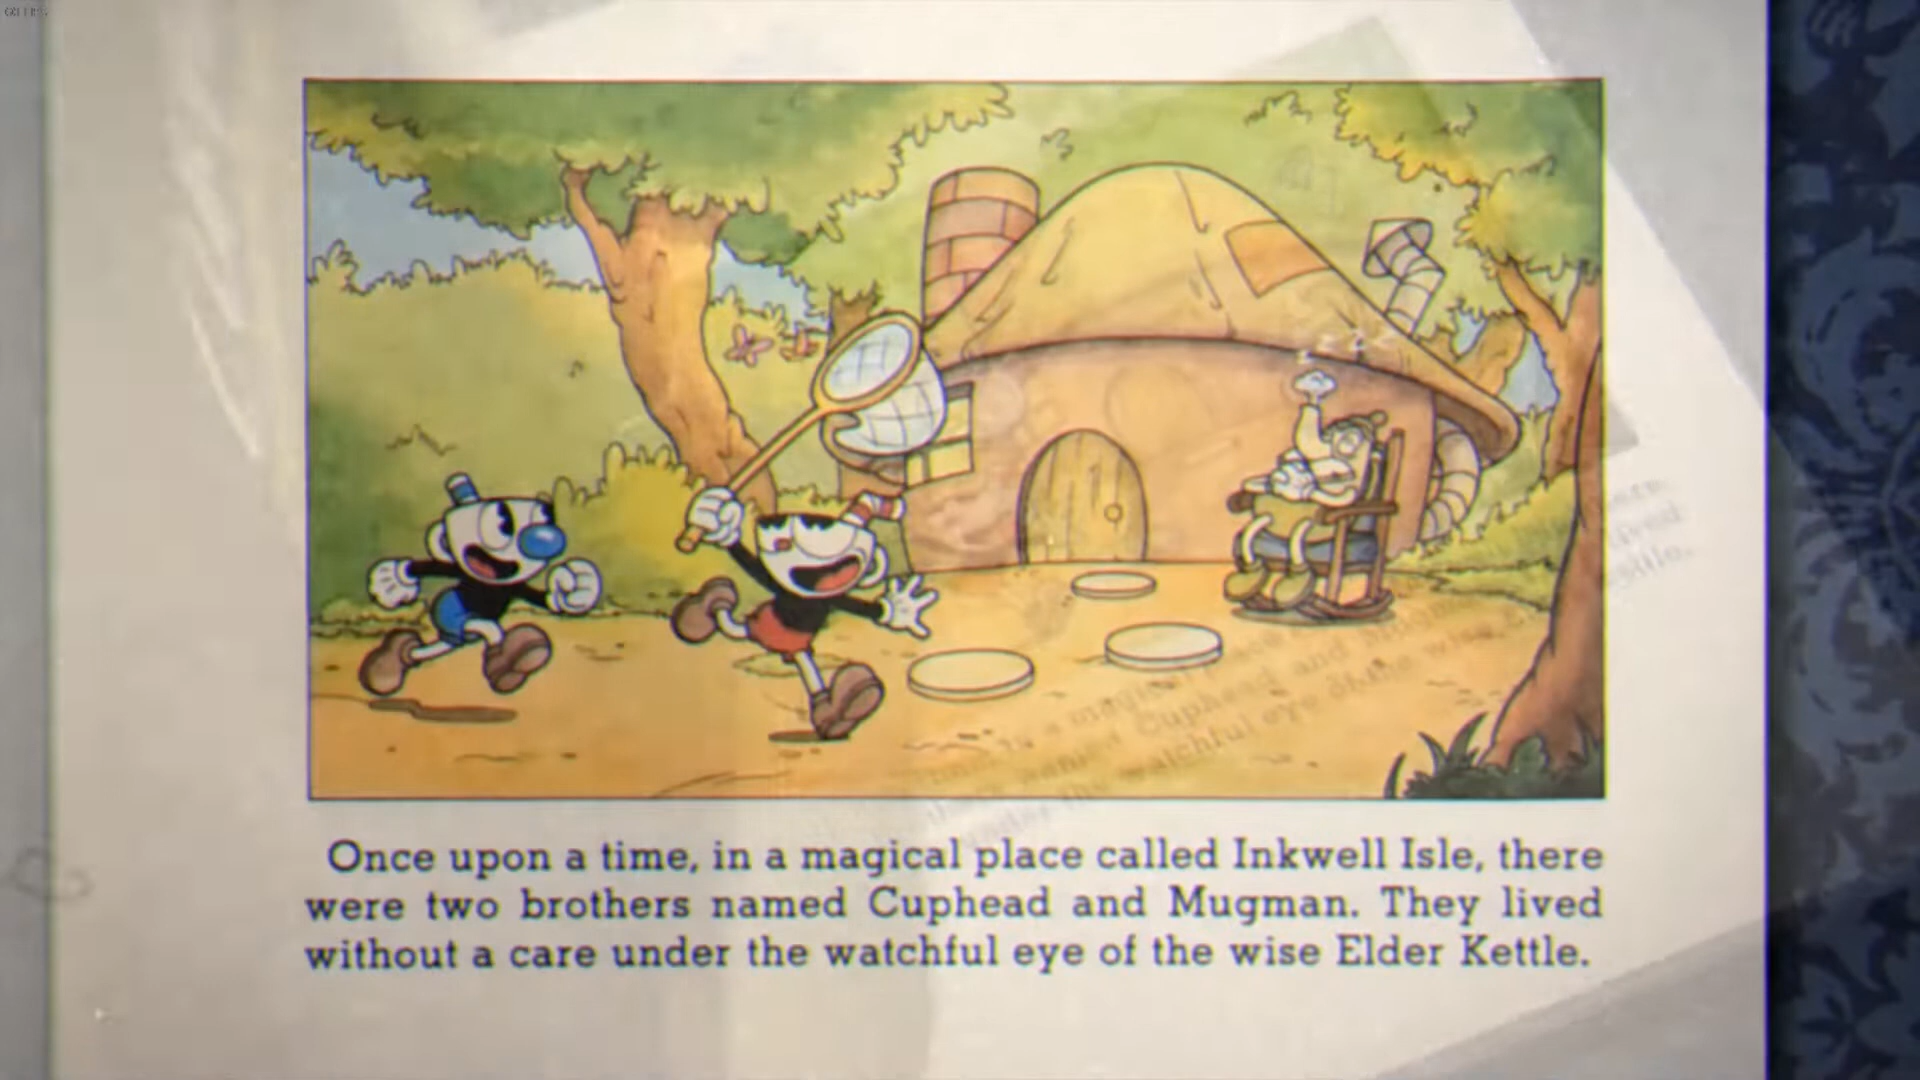 Once upon a time, in a magical place called Inkwell Isle, there
were two brothers named Cuphead and Mugman. They lived
without a care under the watchful eye of the wise Elder Kettle.